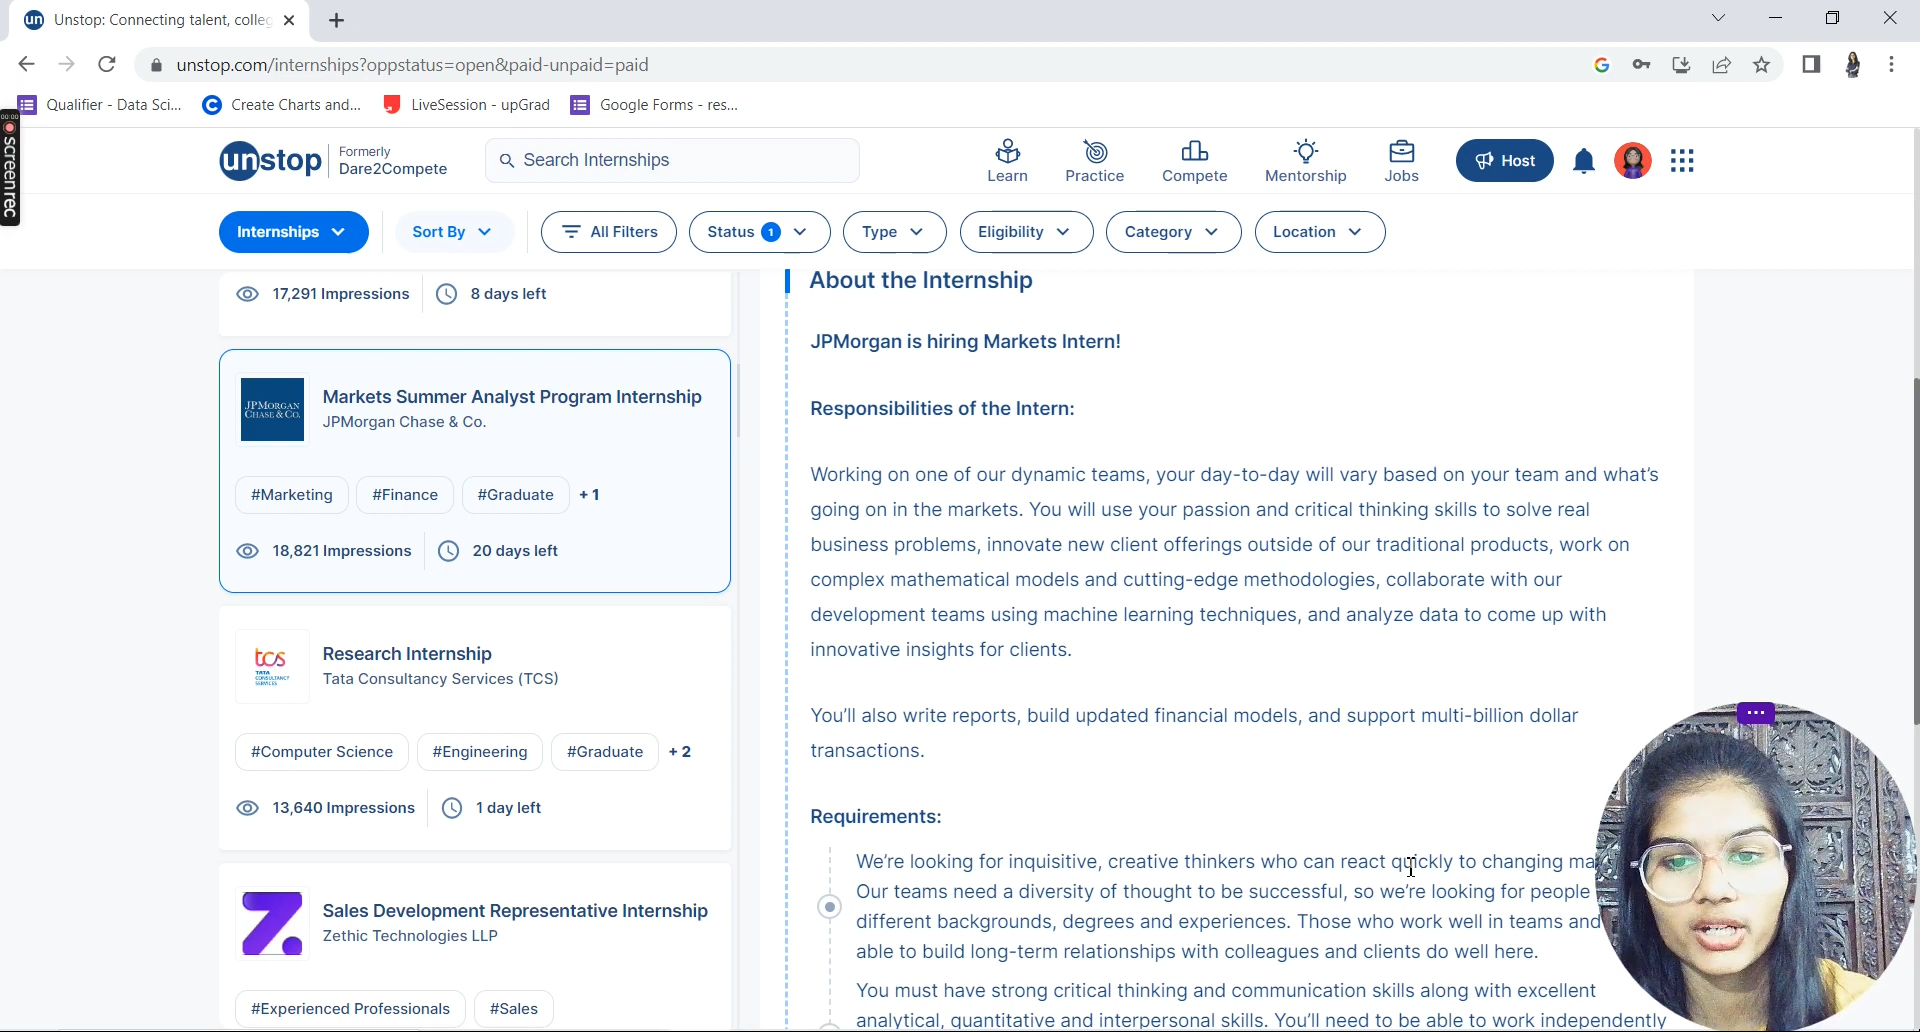 Unstop: Connecting talent, colleg
unstop.com/internships?oppstatus=open&paid-unpaid=paid
Qualifier - Data Sci...
Create Charts and...
LiveSession - upGrad
Google Forms - res...
00:00
screenrec
unstop
Formerly
Dare2Compete
Search Internships
Learn
Practice
Compete
Mentorship
Jobs
Host
Internships
Sort By
All Filters
Status 1
Type
Eligibility
Category
Location
17,291 Impressions
8 days left
JPMORGAN
CHASE & CO.
Markets Summer Analyst Program Internship
JPMorgan Chase & Co.
#Marketing
#Finance
#Graduate
+ 1
18,821 Impressions
20 days left
tcs
TATA
CONSULTANCY
SERVICES
Research Internship
Tata Consultancy Services (TCS)
#Computer Science
#Engineering
#Graduate
+ 2
13,640 Impressions
1 day left
Sales Development Representative Internship
Zethic Technologies LLP
#Experienced Professionals
#Sales
About the Internship
JPMorgan is hiring Markets Intern!
Responsibilities of the Intern:
Working on one of our dynamic teams, your day-to-day will vary based on your team and what's
going on in the markets. You will use your passion and critical thinking skills to solve real
business problems, innovate new client offerings outside of our traditional products, work on
complex mathematical models and cutting-edge methodologies, collaborate with our
development teams using machine learning techniques, and analyze data to come up with
innovative insights for clients.
You'll also write reports, build updated financial models, and support multi-billion dollar
transactions.
Requirements:
We're looking for inquisitive, creative thinkers who can react quickly to changing ma
Our teams need a diversity of thought to be successful, so we're looking for people
different backgrounds, degrees and experiences. Those who work well in teams and
able to build long-term relationships with colleagues and clients do well here.
You must have strong critical thinking and communication skills along with excellent
analytical, quantitative and interpersonal skills. You'll need to be able to work independently